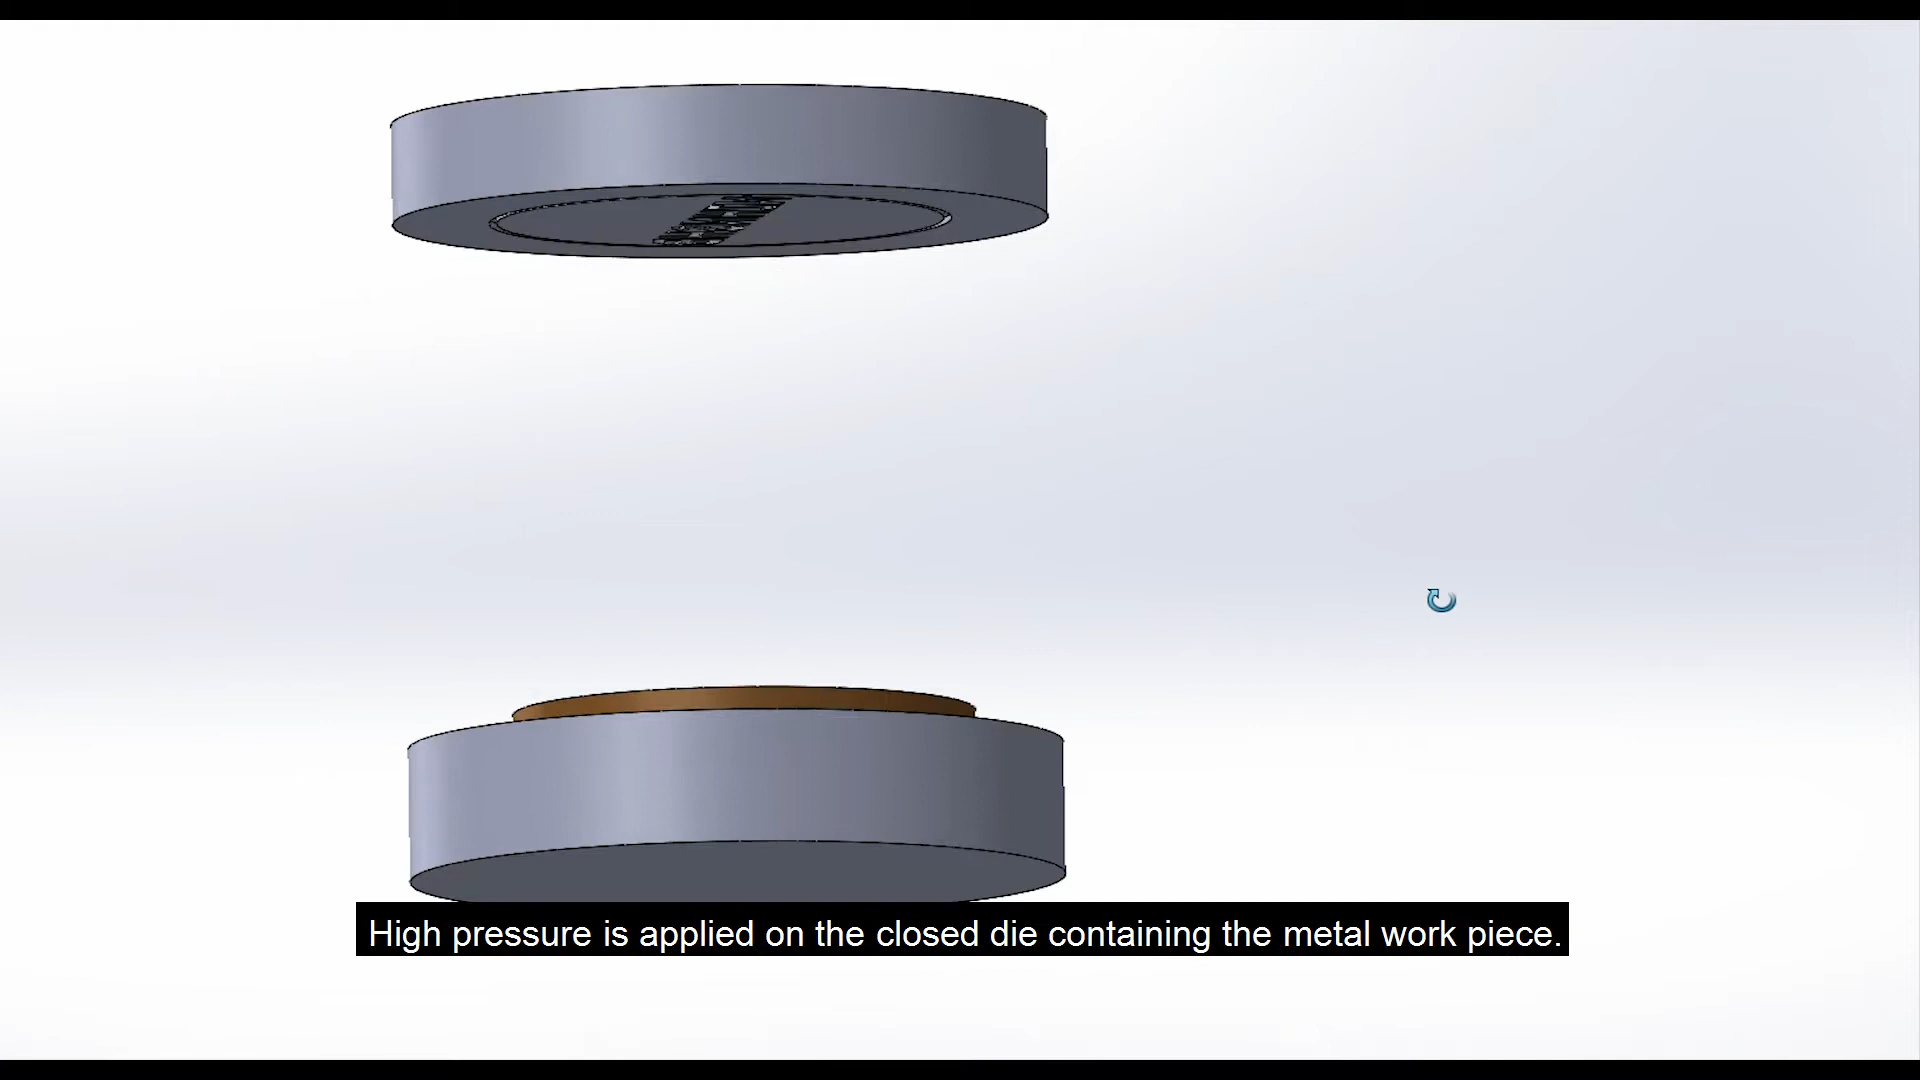 High pressure is applied on the closed die containing the metal work piece.